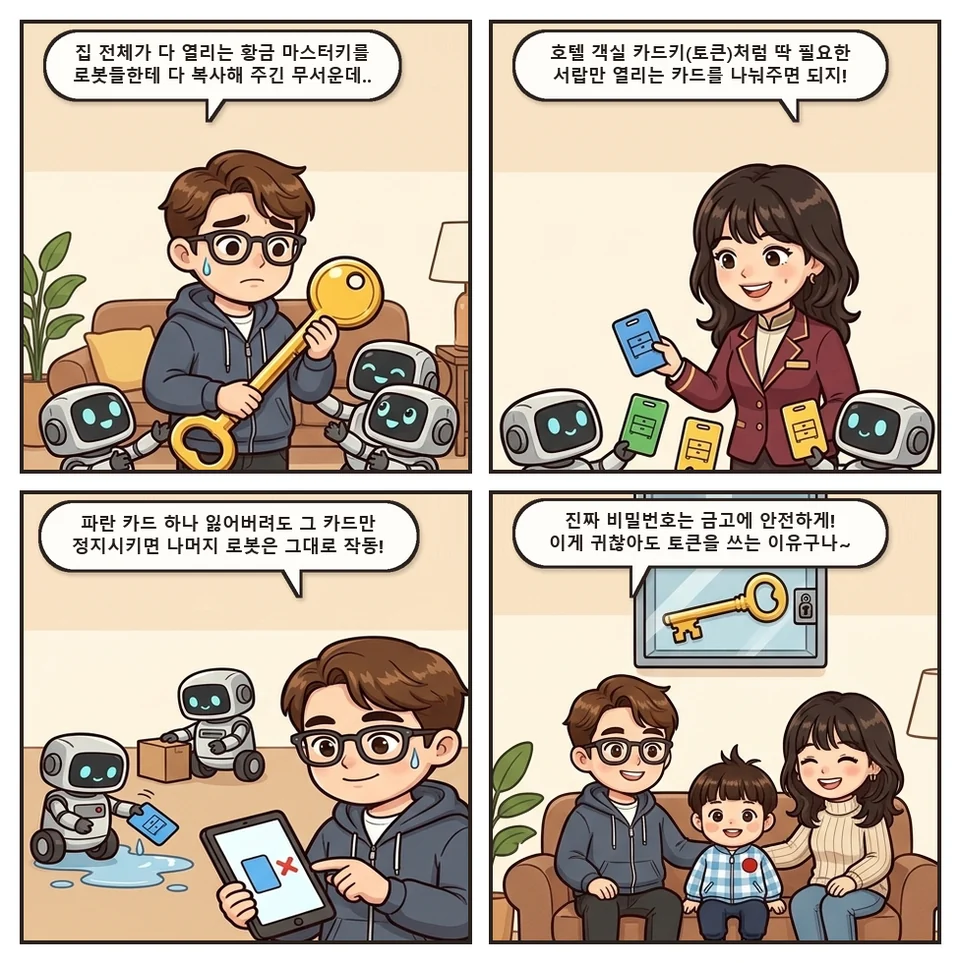 집 전체가 다 열리는 황금 마스터키를
로봇들한테 다 복사해 주긴 무서운데..
호텔 객실 카드키(토큰)처럼 딱 필요한
서랍만 열리는 카드를 나눠주면 되지!
파란 카드 하나 잃어버려도 그 카드만
정지시키면 나머지 로봇은 그대로 작동!
진짜 비밀번호는 금고에 안전하게!
이게 귀찮아도 토큰을 쓰는 이유구나~